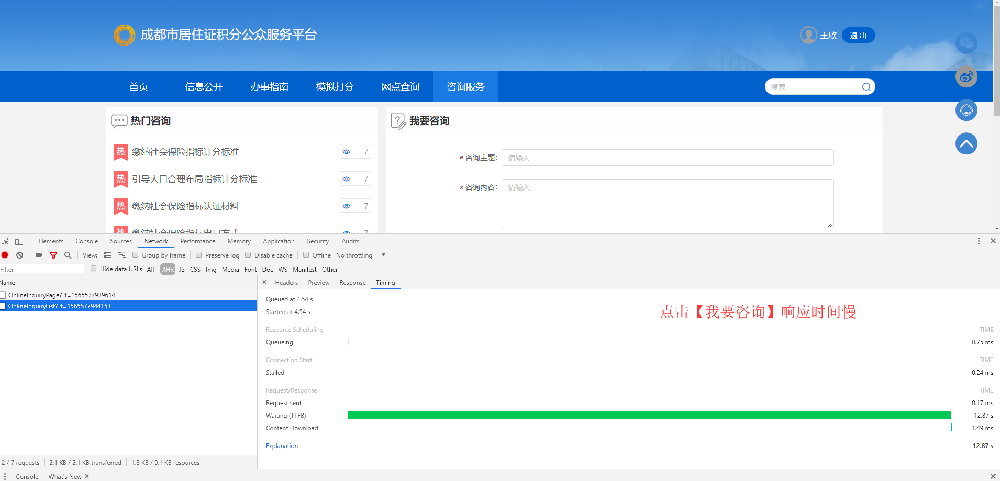 成都市居住证积分公众服务平台
王欣
退 出
首页
信息公开
办事指南
模拟打分
网点查询
咨询服务
搜索
热门咨询
热 缴纳社会保险指标计分标准 7
热 引导人口合理布局指标计分标准 7
热 缴纳社会保险指标认证材料 7
热 缴纳社会保险指标出具方式 7
我要咨询
* 咨询主题: 请输入
* 咨询内容: 请输入
Elements Console Sources Network Performance Memory Application Security Audits
View: Group by frame Preserve log Disable cache Offline No throttling
Filter Hide data URLs All XHR JS CSS Img Media Font Doc WS Manifest Other
Name
OnlineInquiryPage?_t=1565577939614
OnlineInquiryList?_t=1565577944153
× Headers Preview Response Timing
Queued at 4.54 s
Started at 4.54 s
点击【我要咨询】响应时间慢
Resource Scheduling TIME
Queueing 0.75 ms
Connection Start TIME
Stalled 0.24 ms
Request/Response TIME
Request sent 0.17 ms
Waiting (TTFB) 12.87 s
Content Download 1.49 ms
Explanation 12.87 s
2 / 7 requests 2.1 KB / 2.1 KB transferred 1.8 KB / 9.1 KB resources
Console What's New ×